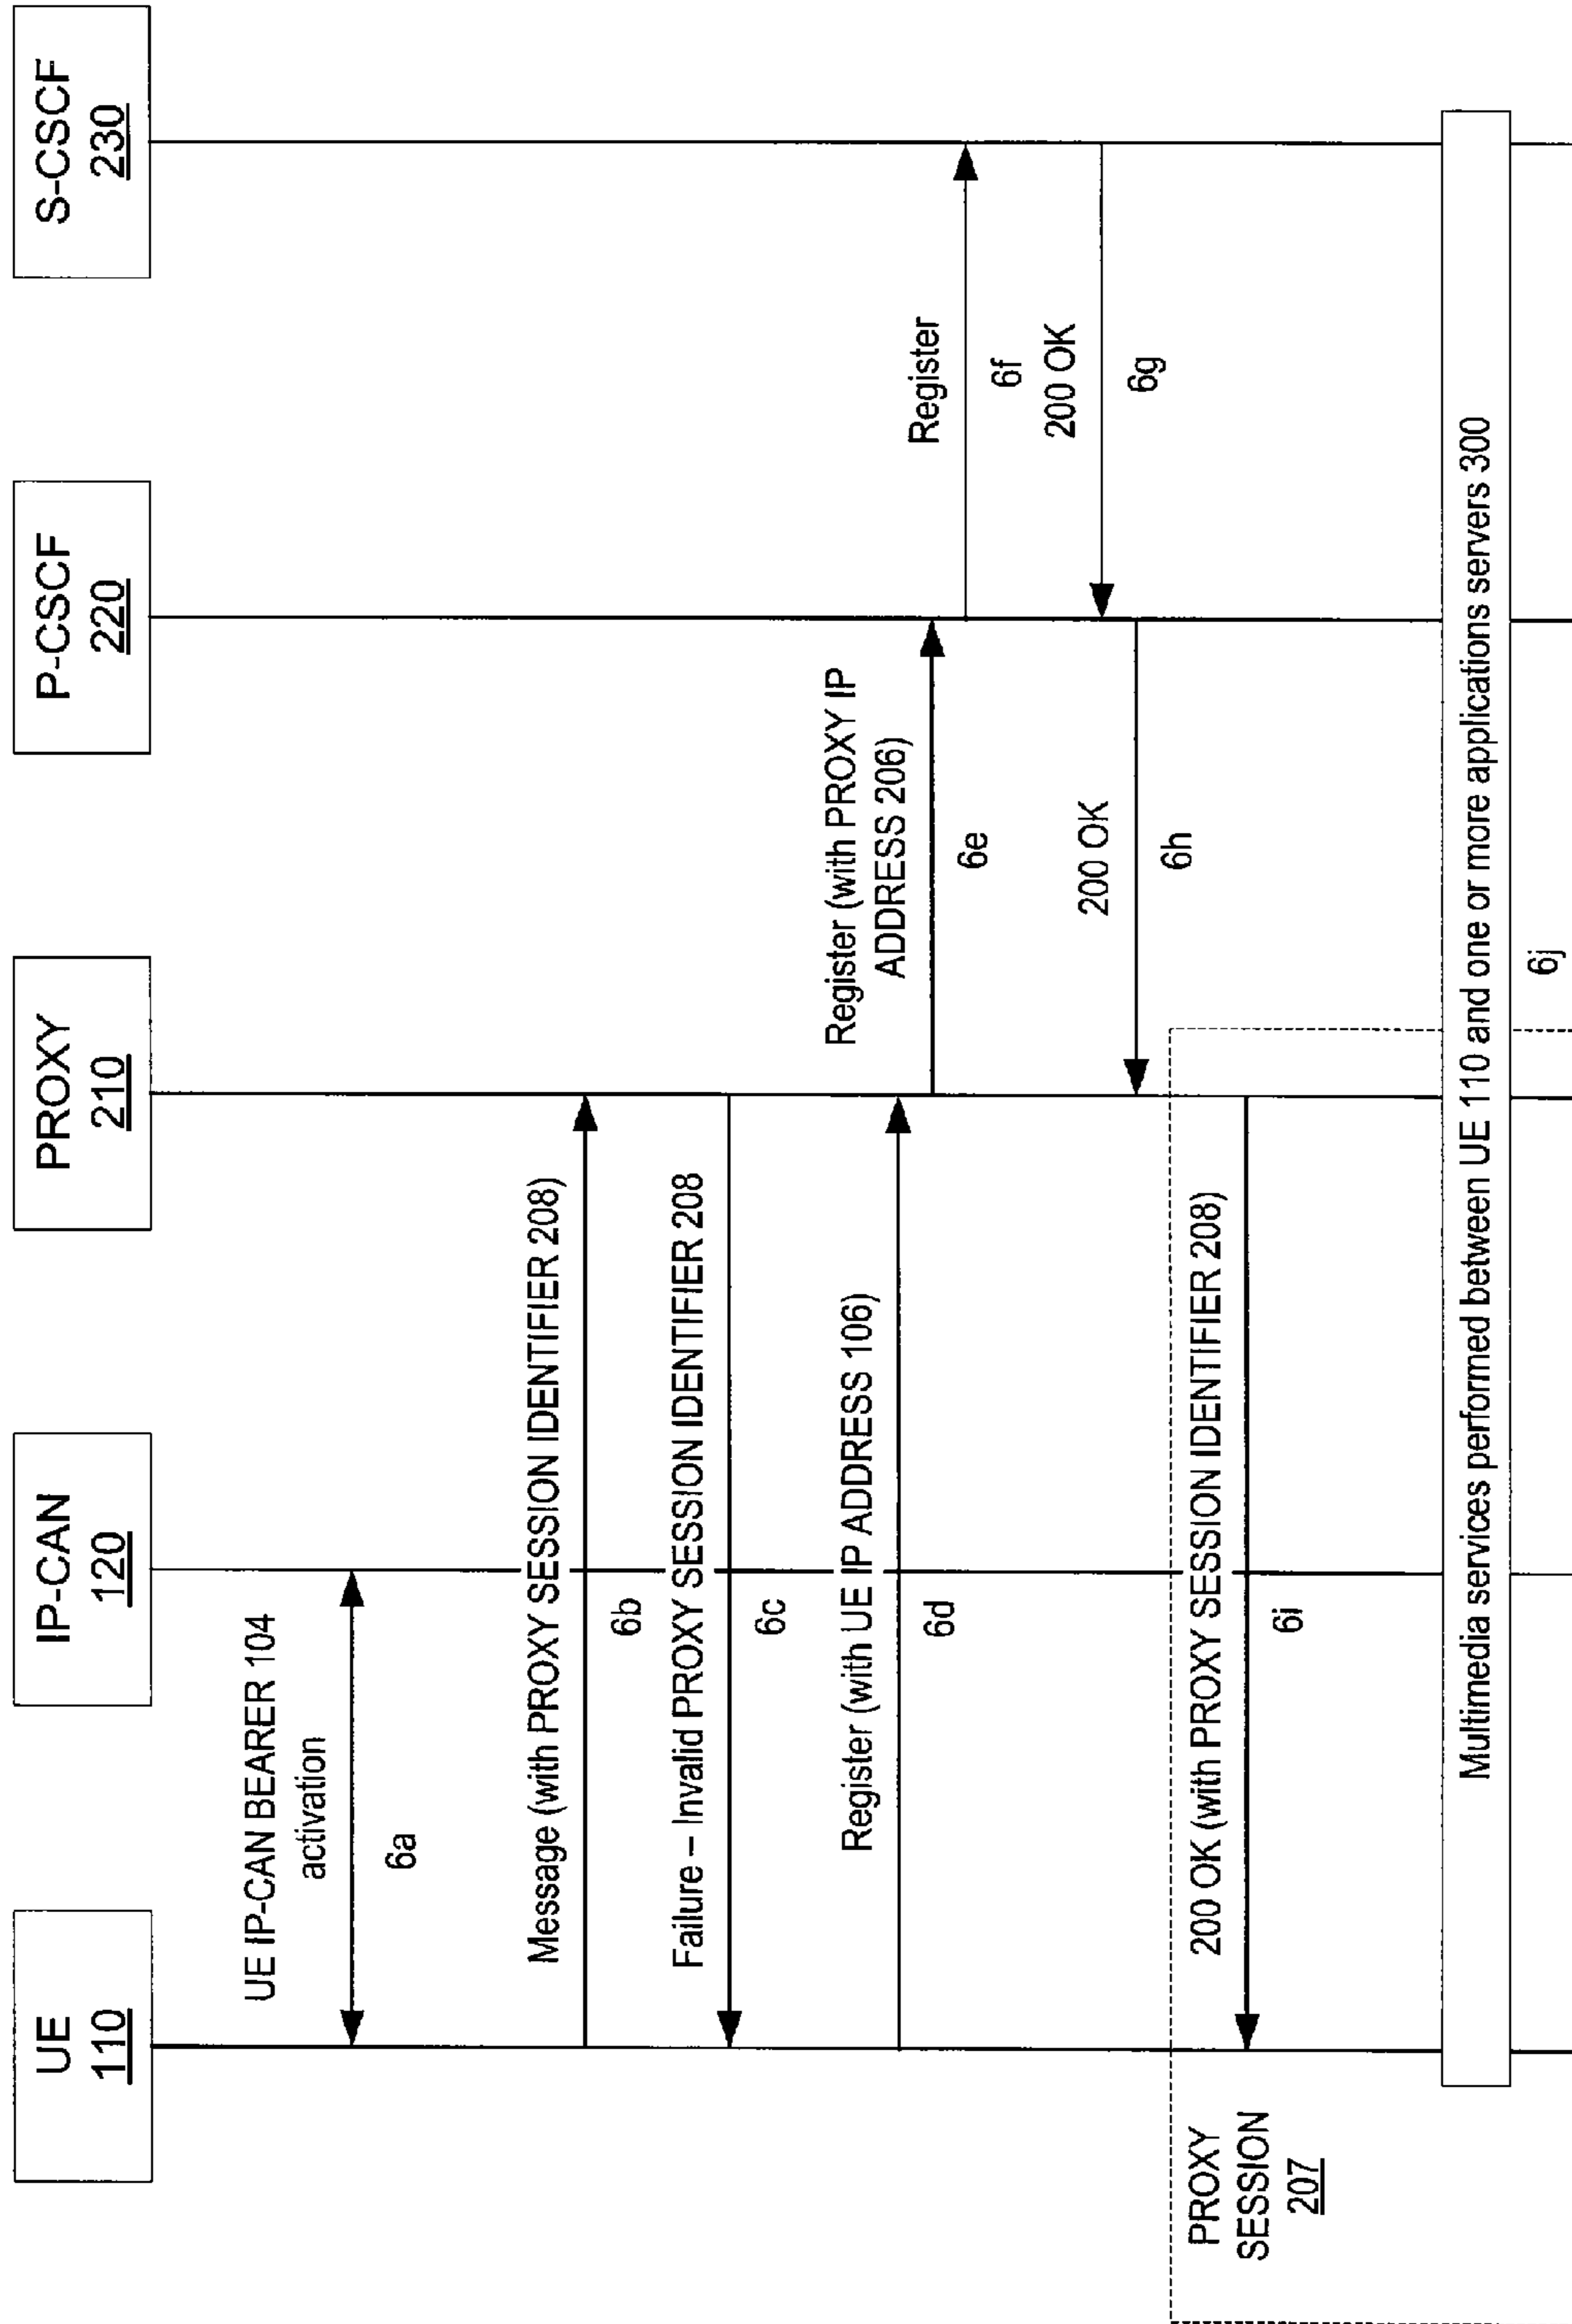 UE
110
IP-CAN
120
PROXY
210
P-CSCF
220
S-CSCF
230
UE IP-CAN BEARER 104
activation
6a
Message (with PROXY SESSION IDENTIFIER 208)
6b
Failure – Invalid PROXY SESSION IDENTIFIER 208
6c
Register (with UE IP ADDRESS 106)
6d
Register (with PROXY IP
ADDRESS 206)
6e
Register
6f
200 OK
6g
200 OK
6h
PROXY
SESSION
207
200 OK (with PROXY SESSION IDENTIFIER 208)
6i
Multimedia services performed between UE 110 and one or more applications servers 300
6j